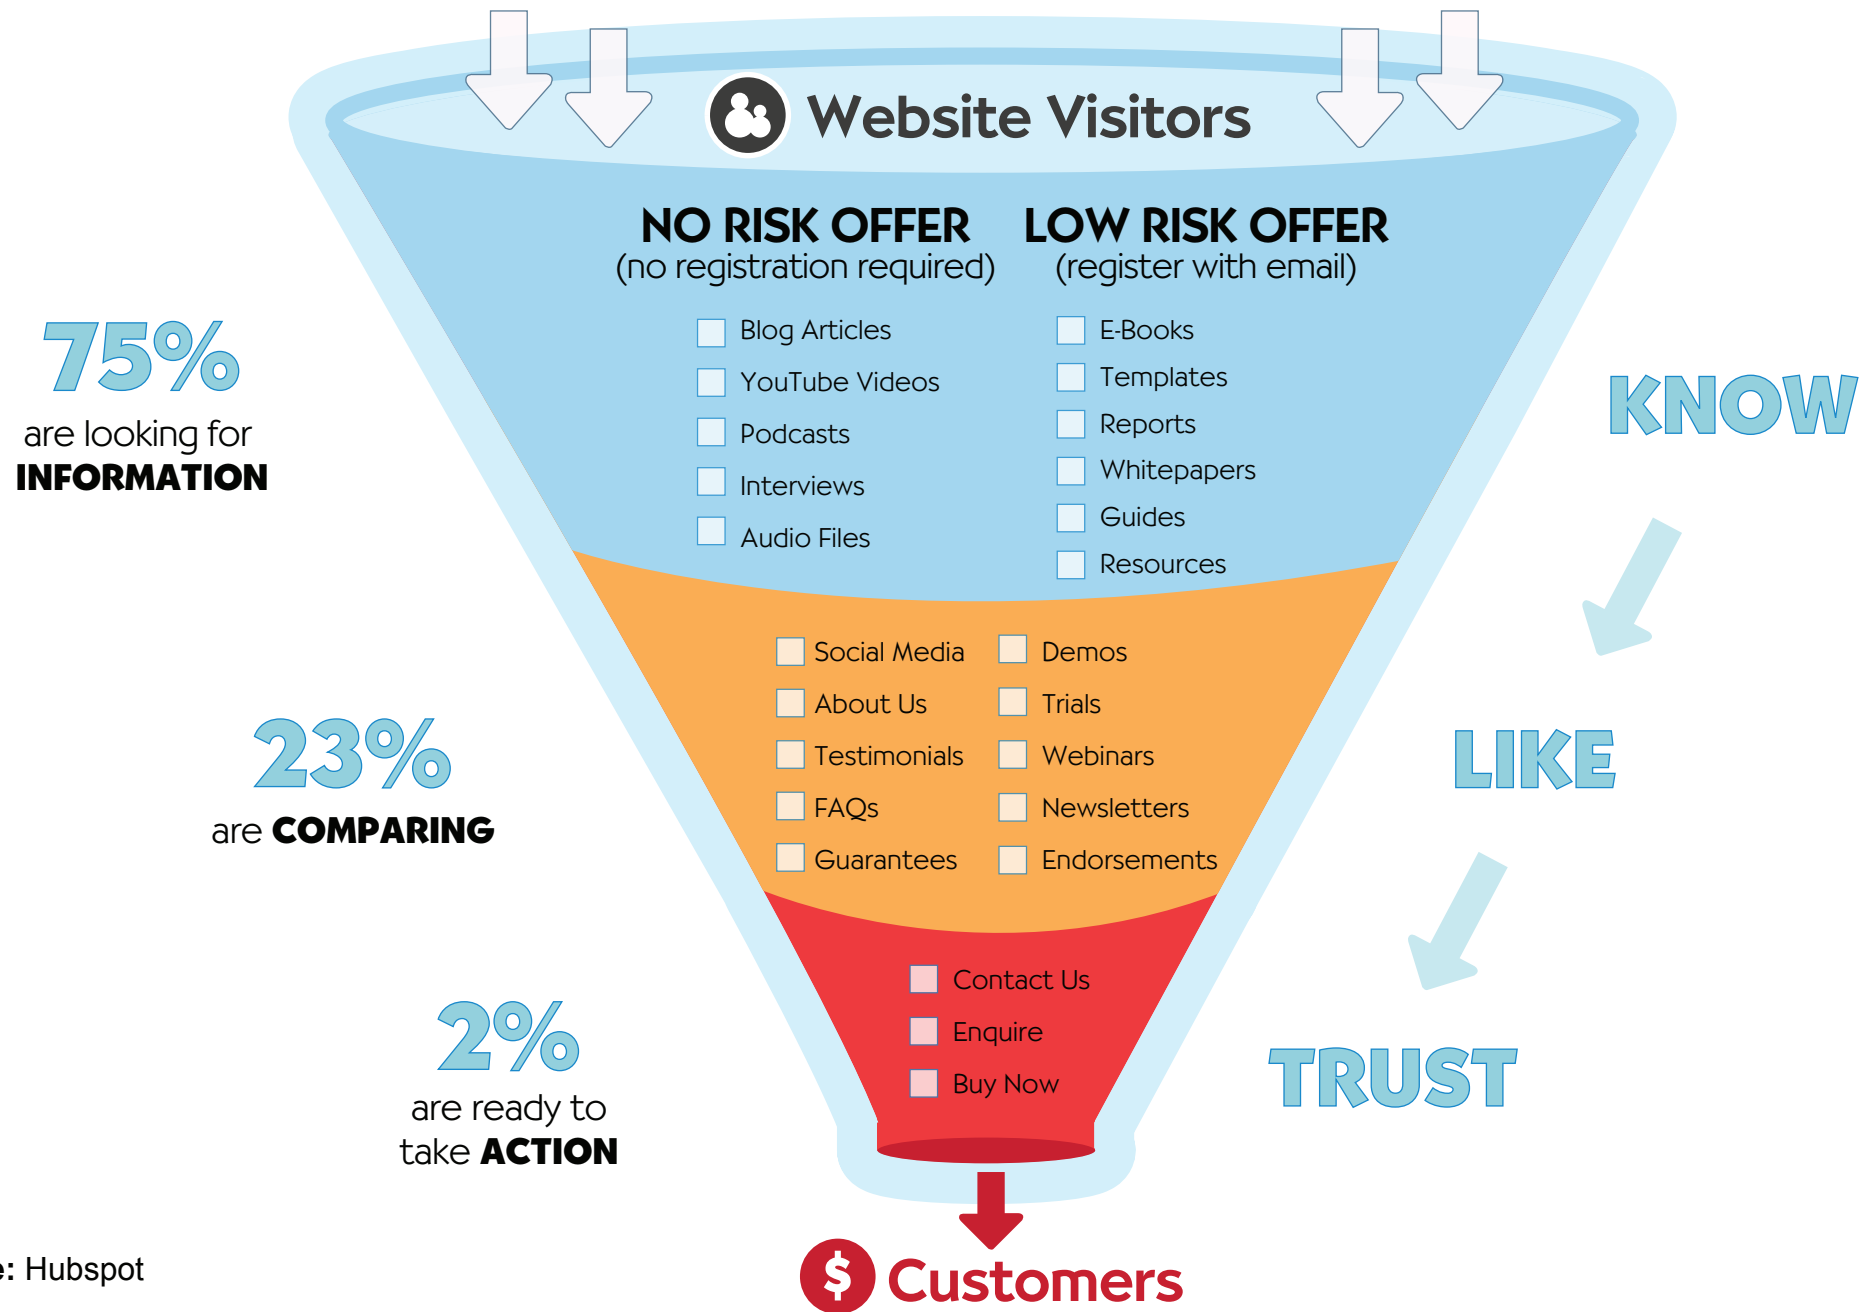 Website Visitors
NO RISK OFFER
(no registration required)
Blog Articles
YouTube Videos
Podcasts
Interviews
Audio Files
LOW RISK OFFER
(register with email)
E-Books
Templates
Reports
Whitepapers
Guides
Resources
75%
are looking for
INFORMATION
KNOW
Social Media
About Us
Testimonials
FAQs
Guarantees
Demos
Trials
Webinars
Newsletters
Endorsements
23%
are COMPARING
LIKE
Contact Us
Enquire
Buy Now
2%
are ready to
take ACTION
TRUST
$ Customers
e: Hubspot